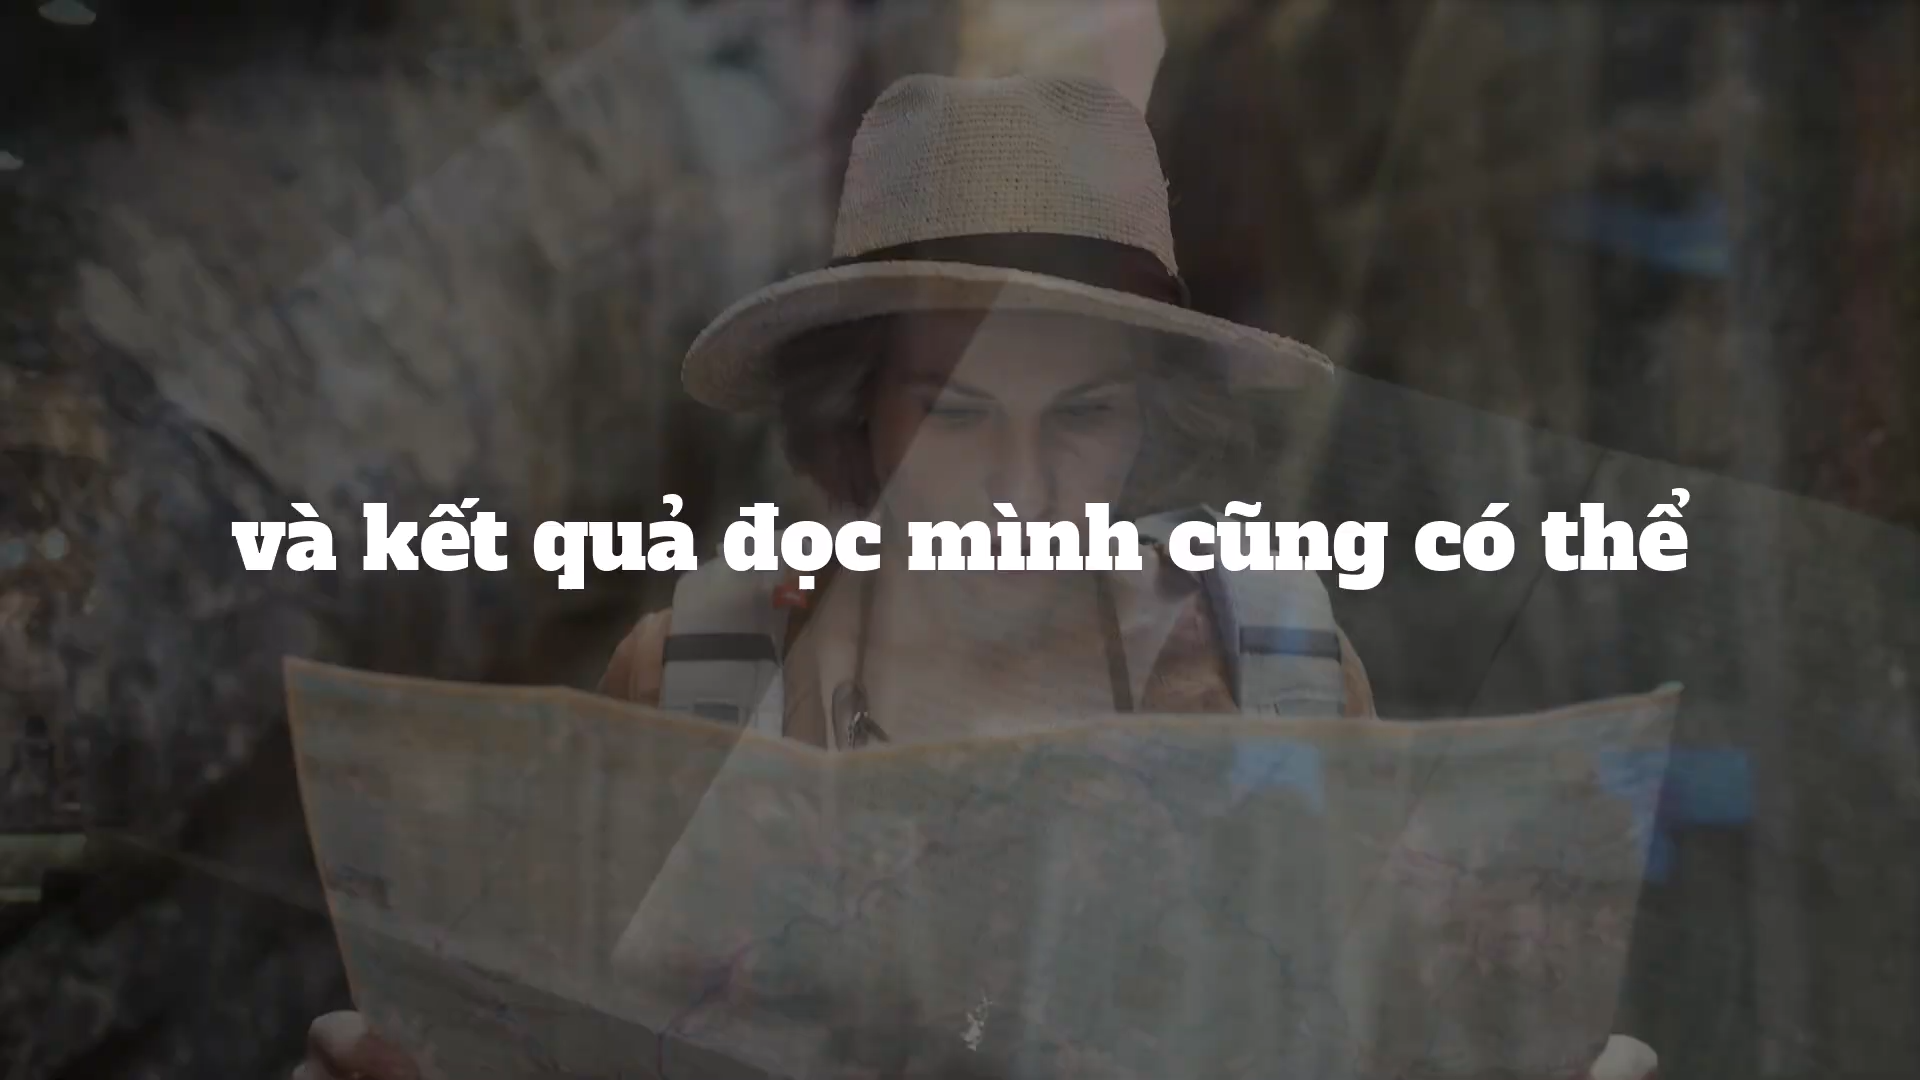 và kết quả đọc mình cũng có thể